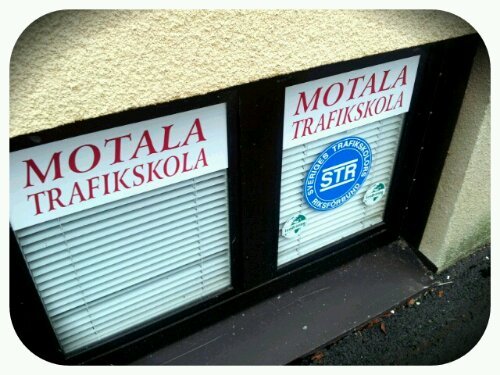 MOTALA
TRAFIKSKOLA
MOTALA
TRAFIKSKOLA
SVERIGES TRAFIKSKOLORS
STR
RIKSFÖRBUND